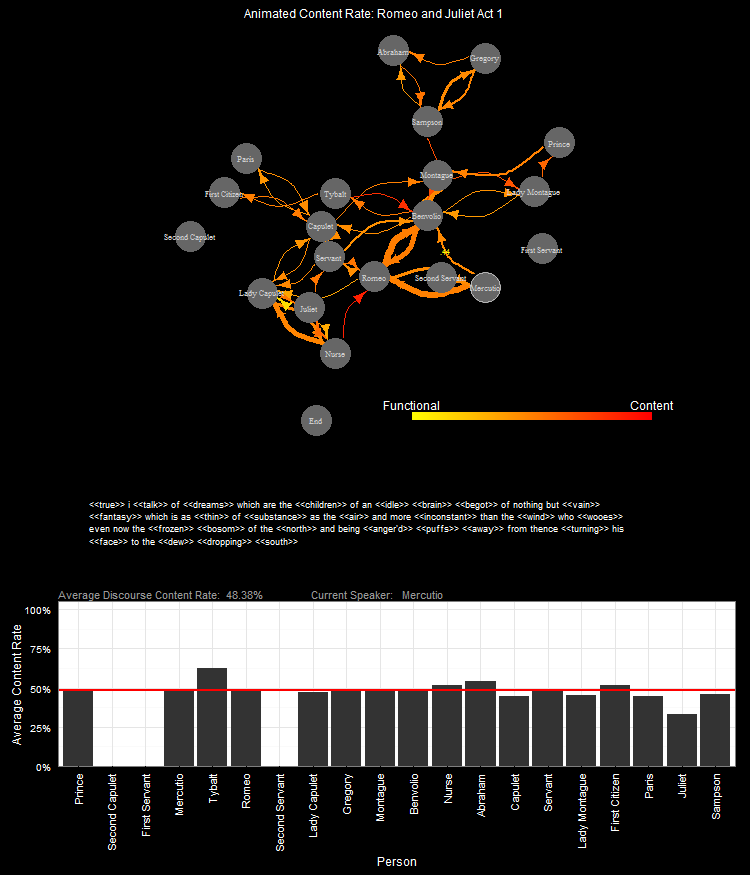 Animated Content Rate: Romeo and Juliet Act 1
Abraham
Gregory
Sampson
Prince
Paris
Montague
First Citizen
Tybalt
Lady Montague
Benvolio
Capulet
Second Capulet
First Servant
Servant
Romeo
Second Servant
Mercutio
Lady Capulet
Juliet
Nurse
Functional
Content
End
<<true>> i <<talk>> of <<dreams>> which are the <<children>> of an <<idle>> <<brain>> <<begot>> of nothing but <<vain>>
<<fantasy>> which is as <<thin>> of <<substance>> as the <<air>> and more <<inconstant>> than the <<wind>> who <<wooes>>
even now the <<frozen>> <<bosom>> of the <<north>> and being <<anger'd>> <<puffs>> <<away>> from thence <<turning>> his
<<face>> to the <<dew>> <<dropping>> <<south>>
Average Discourse Content Rate: 48.38%
Current Speaker: Mercutio
Average Content Rate
100%
75%
50%
25%
0%
Prince
Second Capulet
First Servant
Mercutio
Tybalt
Romeo
Second Servant
Lady Capulet
Gregory
Montague
Benvolio
Nurse
Abraham
Capulet
Servant
Lady Montague
First Citizen
Paris
Juliet
Sampson
Person